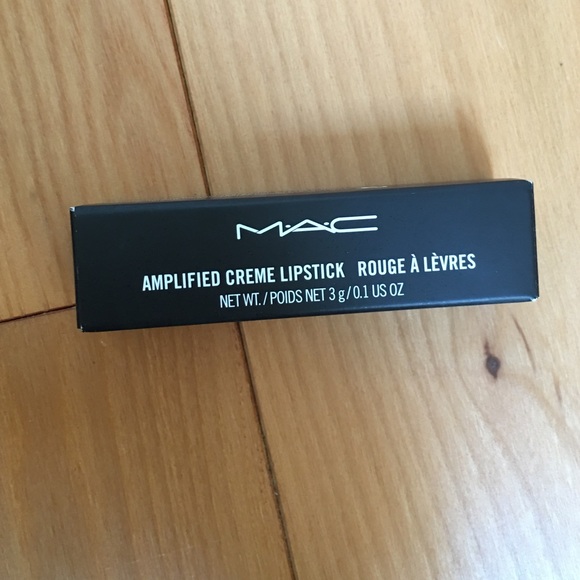 M·A·C
AMPLIFIED CREME LIPSTICK ROUGE À LÈVRES
NET WT./POIDS NET 3 g/0.1 US OZ